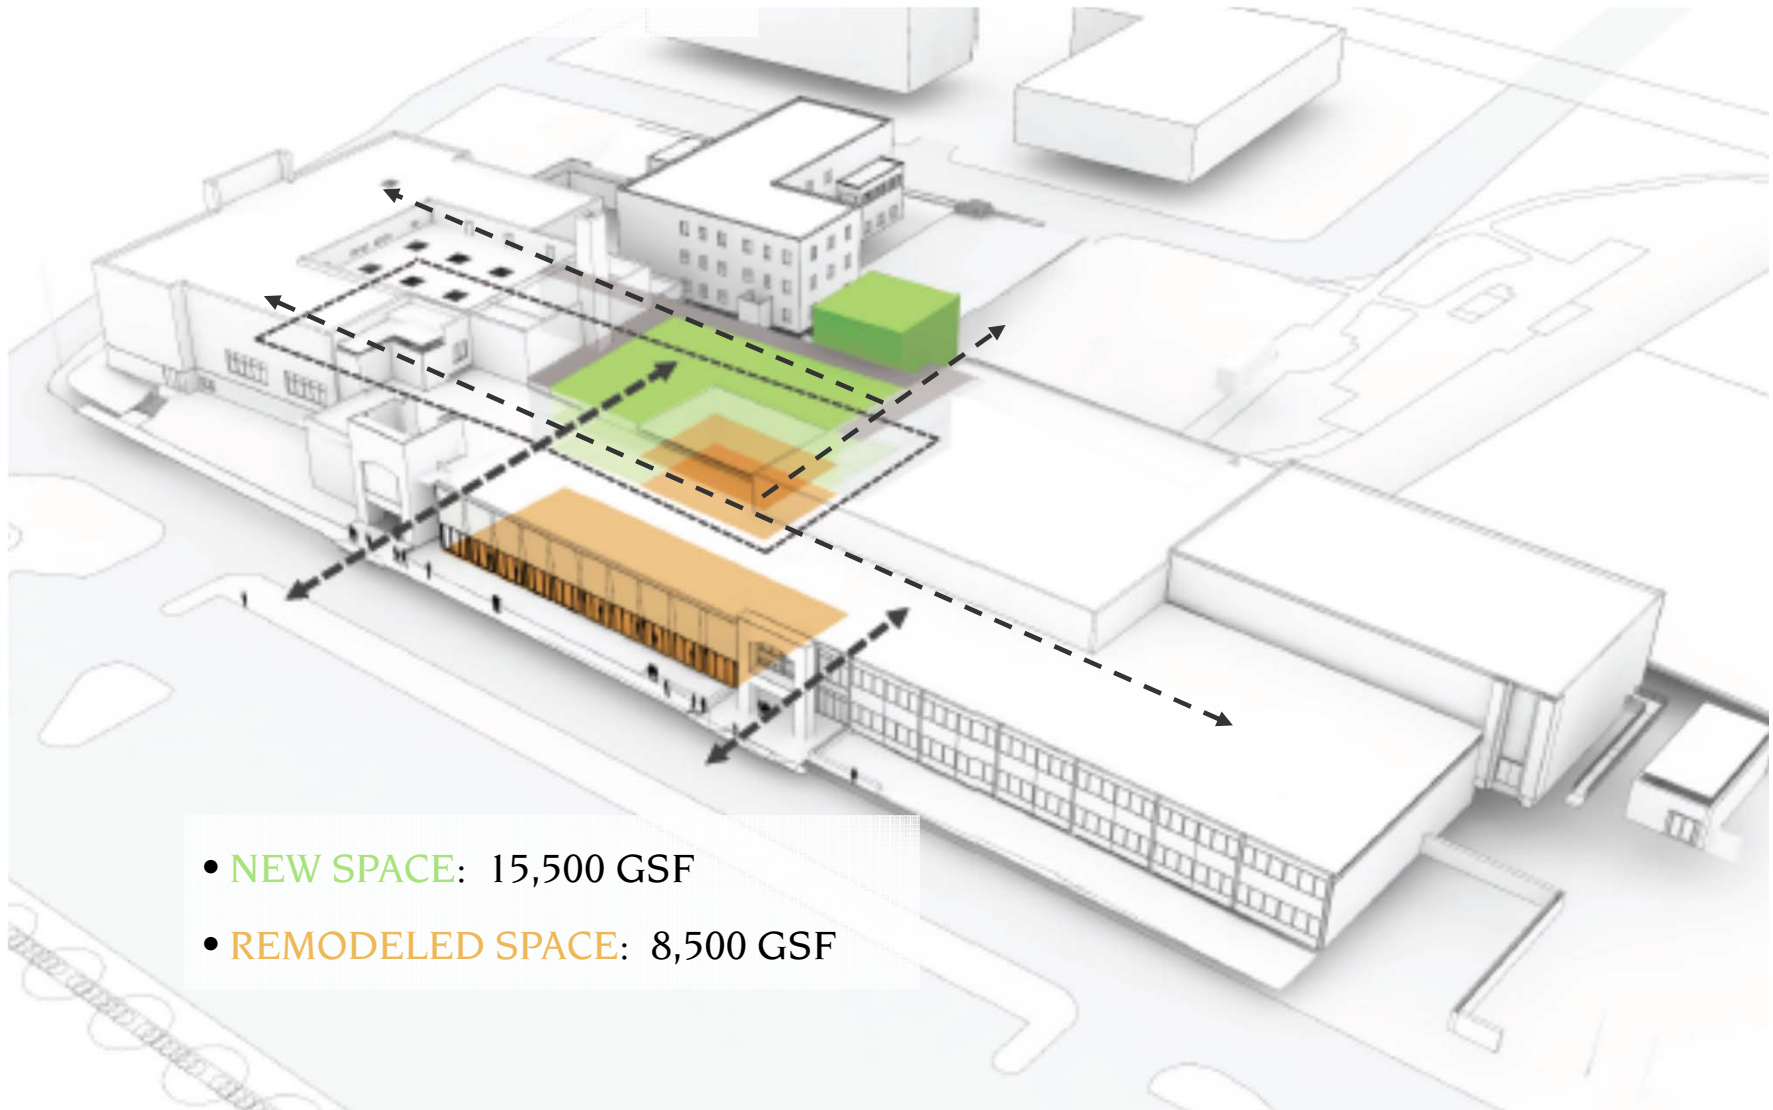 • NEW SPACE: 15,500 GSF
• REMODELED SPACE: 8,500 GSF